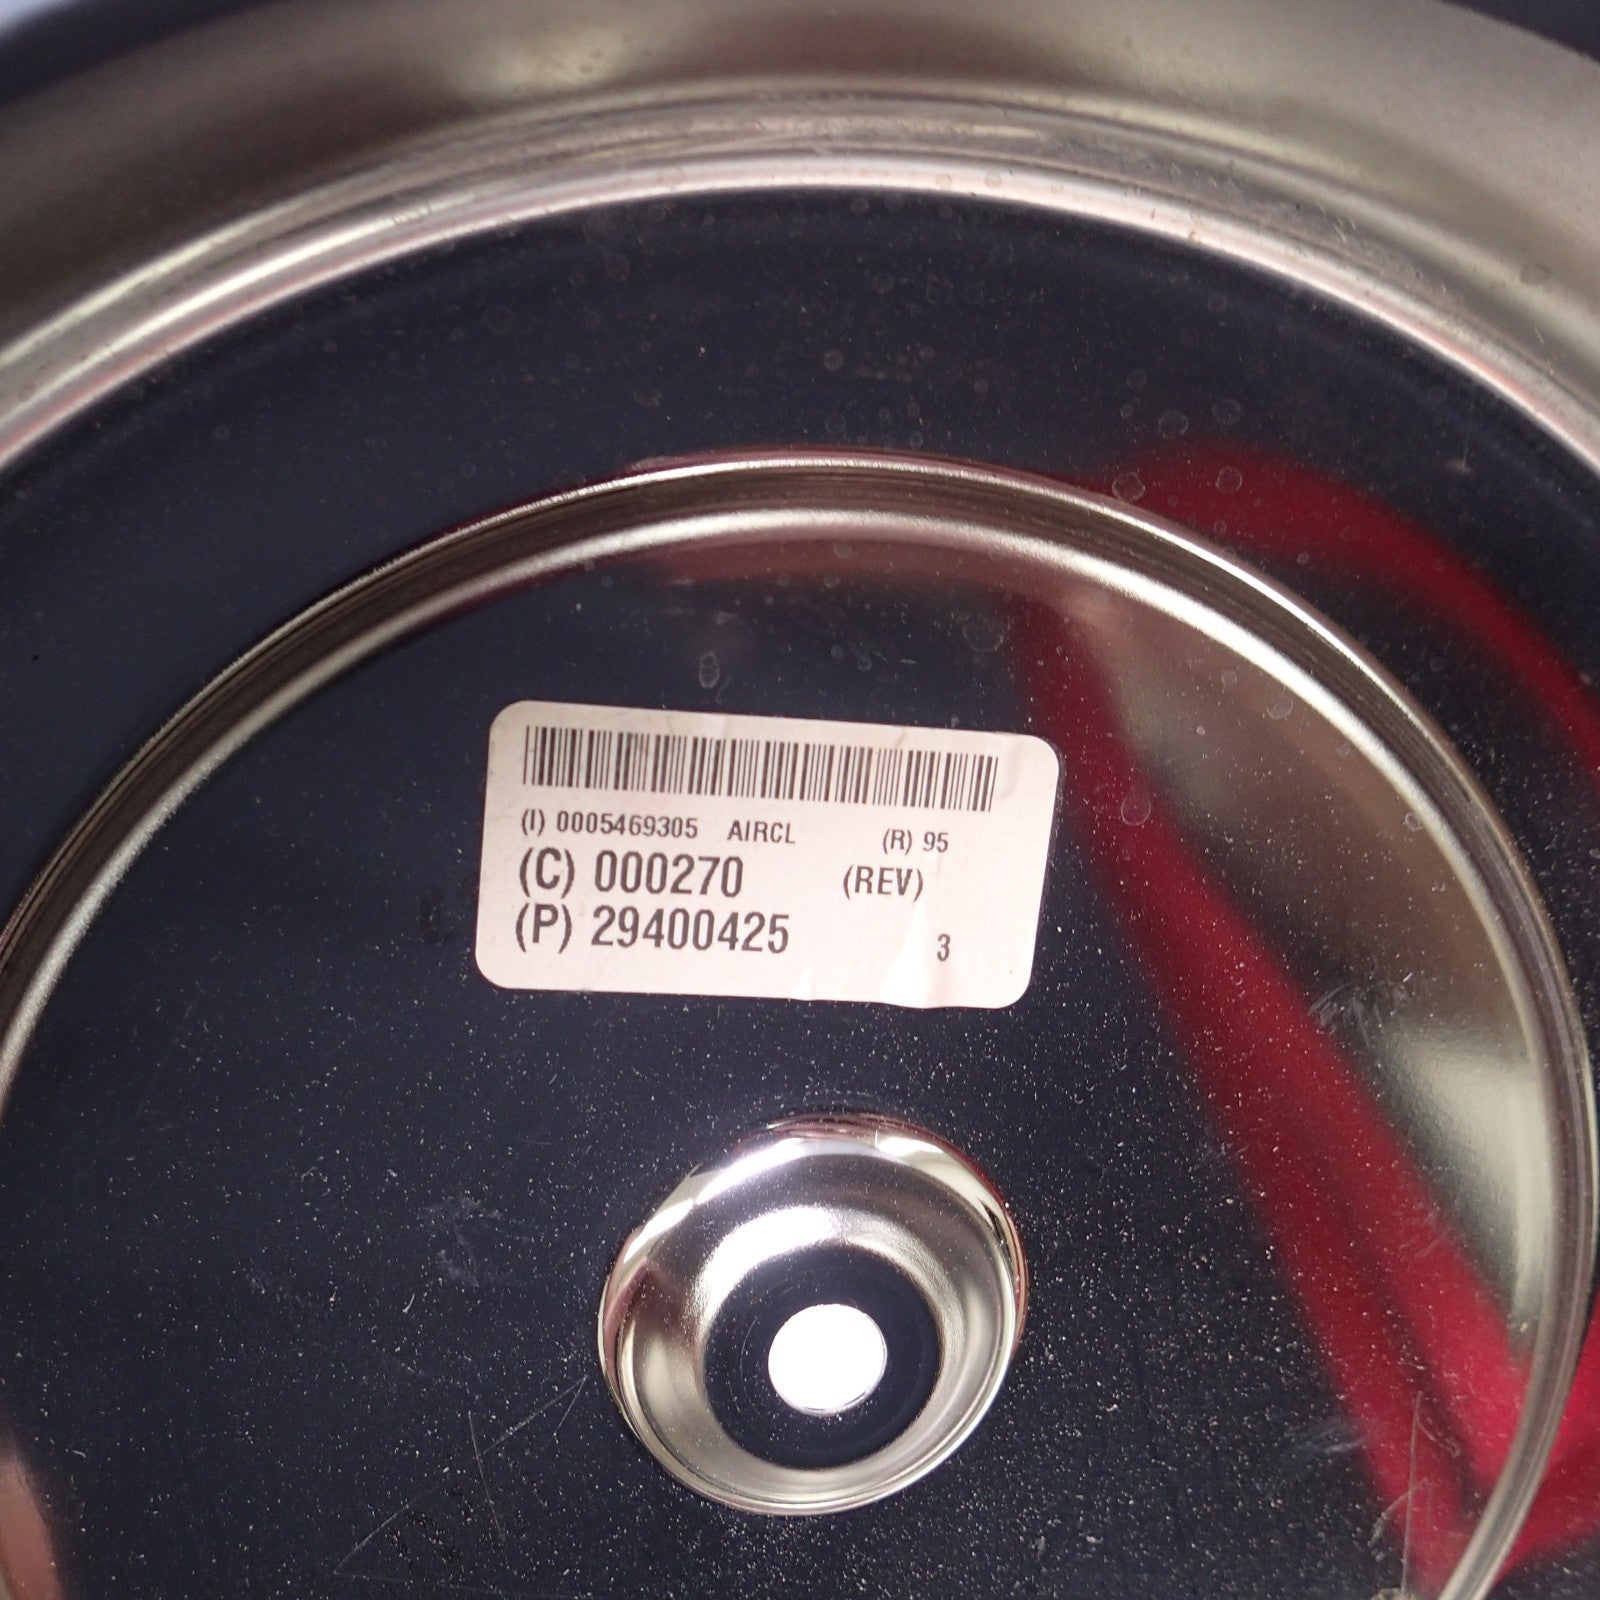 (I) 0005469305 AIRCL (R) 95
(C) 000270 (REV)
(P) 29400425 3